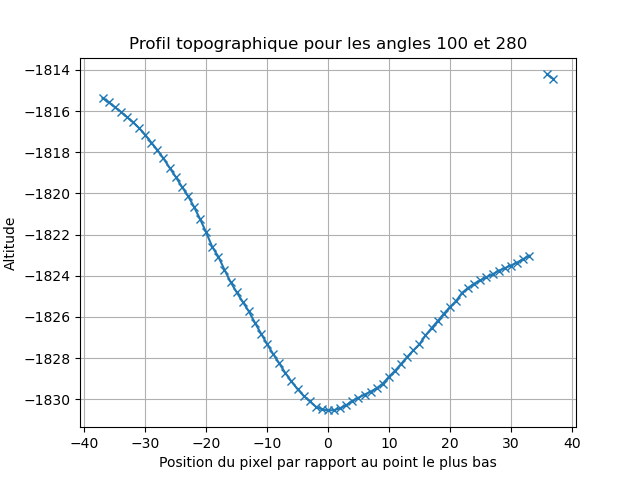 Profil topographique pour les angles 100 et 280
−1814
−1816
−1818
−1820
−1822
−1824
−1826
−1828
−1830
Altitude
−40 −30 −20 −10 0 10 20 30 40
Position du pixel par rapport au point le plus bas